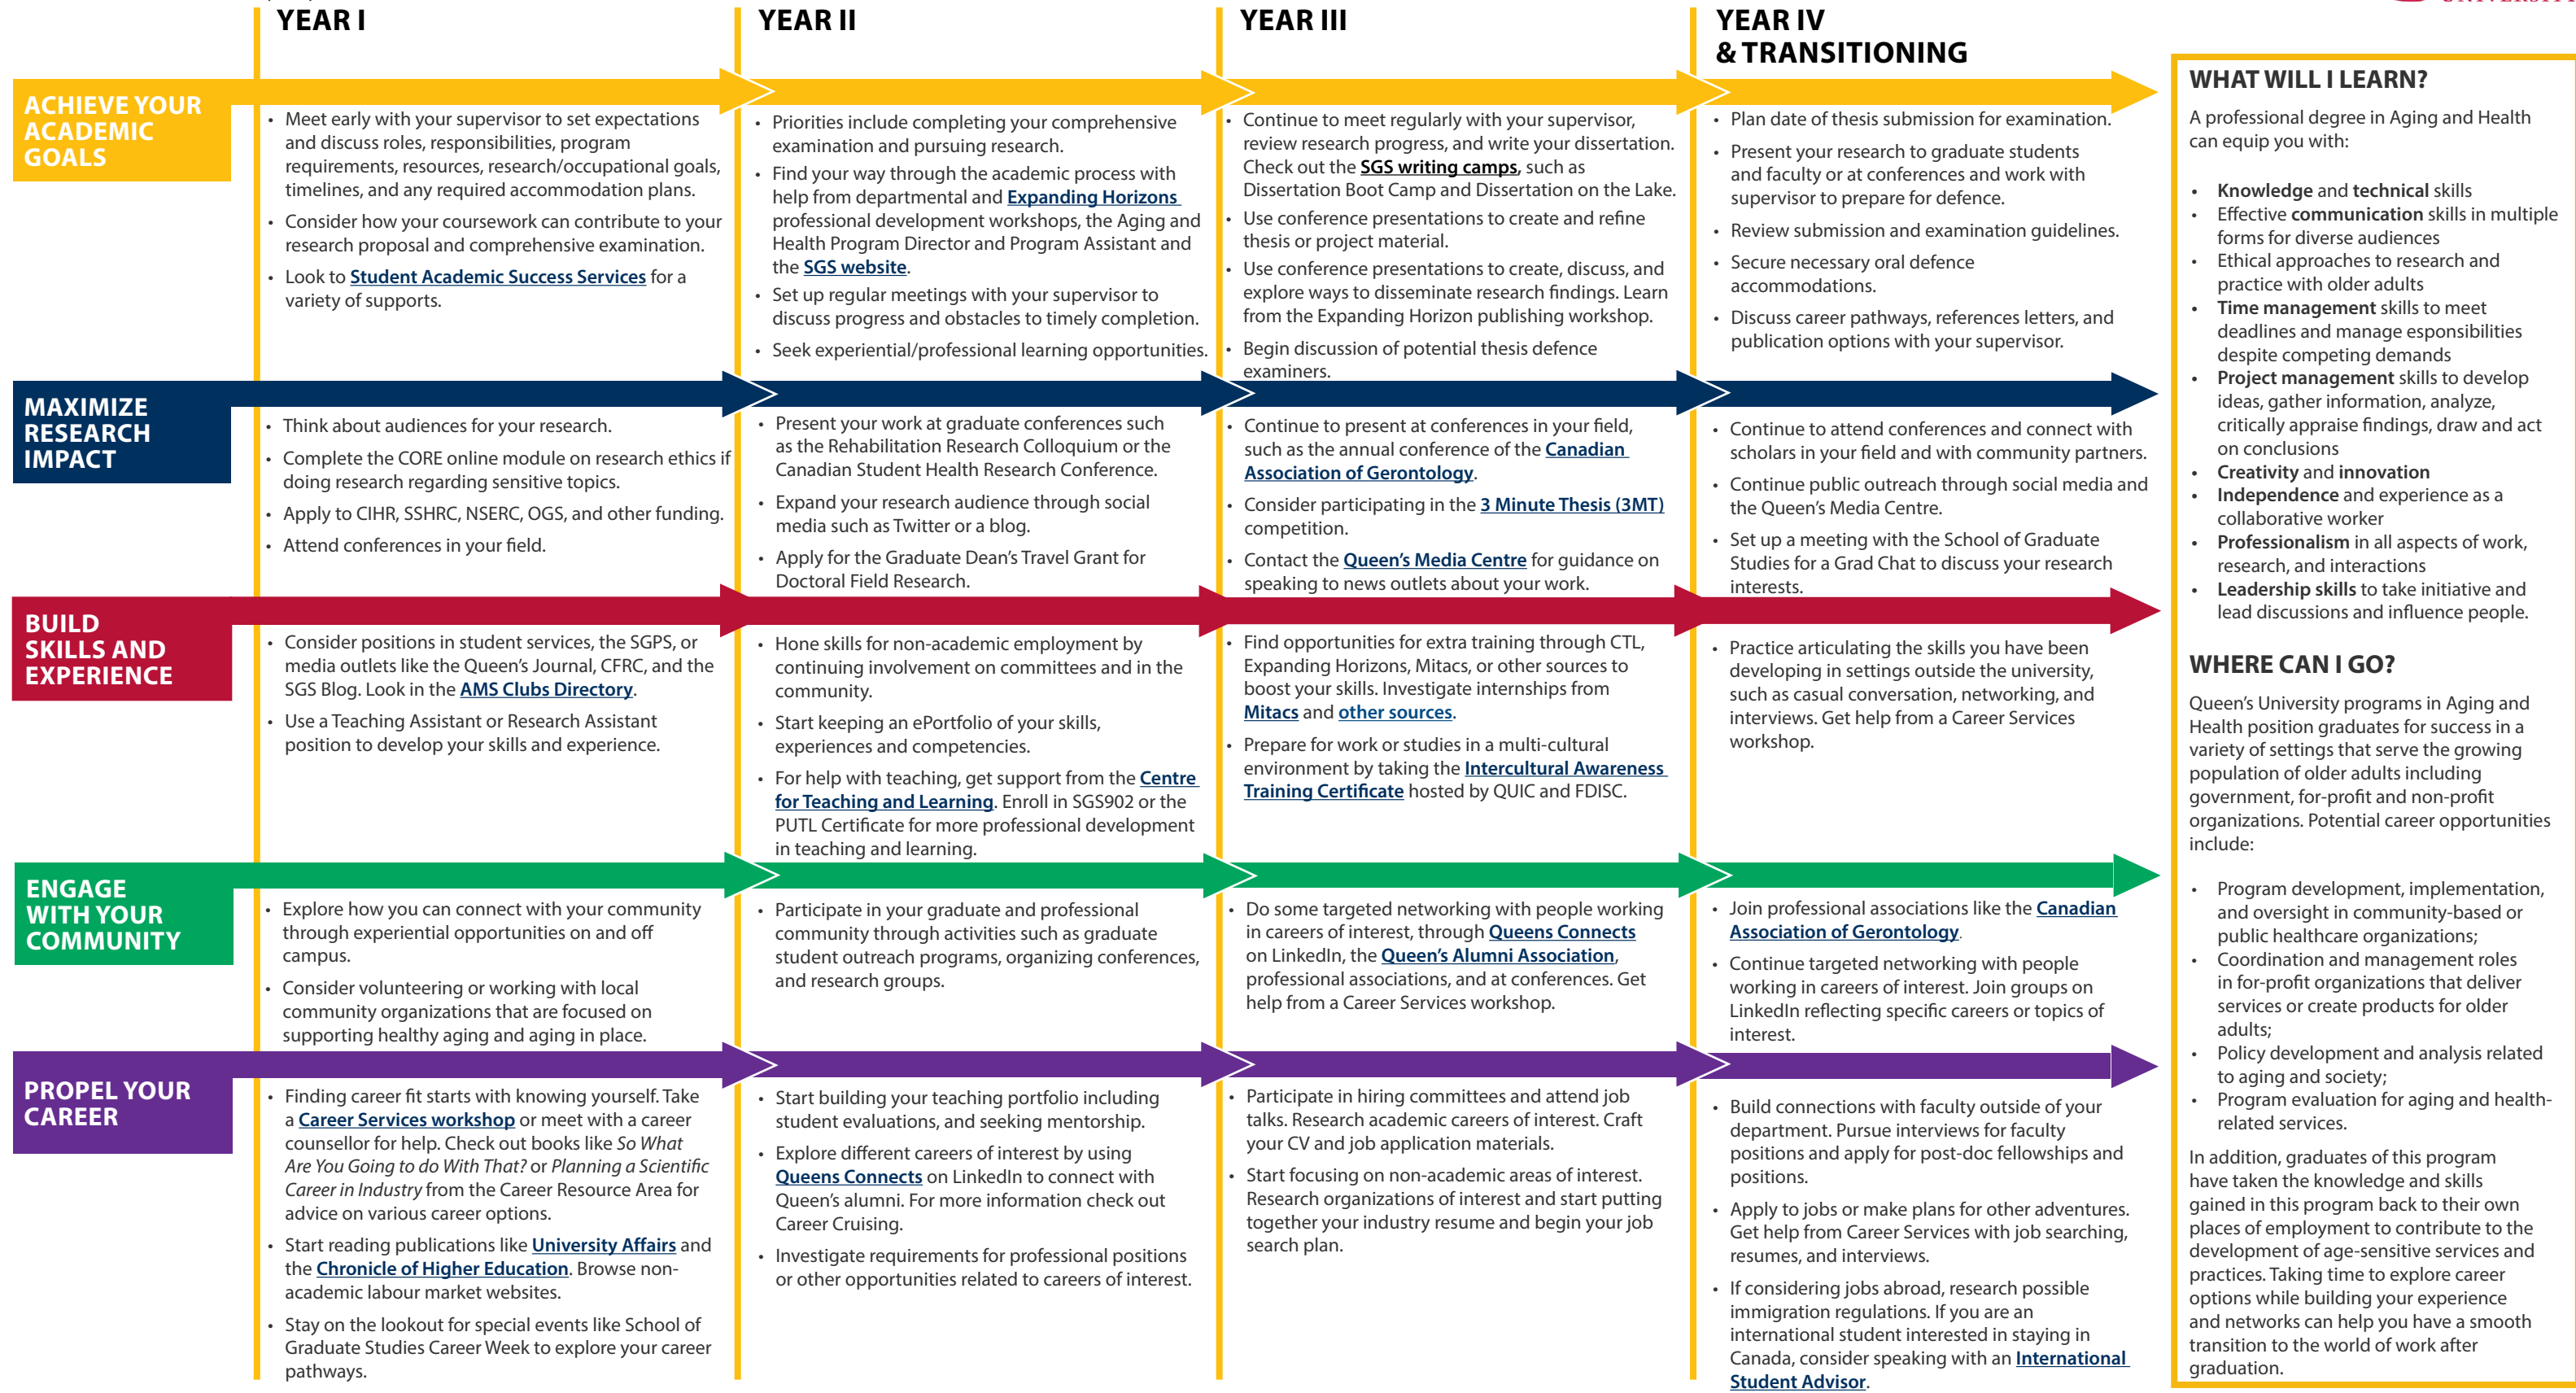 YEAR I
YEAR II
YEAR III
YEAR IV
& TRANSITIONING
ACHIEVE YOUR
ACADEMIC
GOALS
• Meet early with your supervisor to set expectations
and discuss roles, responsibilities, program
requirements, resources, research/occupational goals,
timelines, and any required accommodation plans.
• Consider how your coursework can contribute to your
research proposal and comprehensive examination.
• Look to Student Academic Success Services for a
variety of supports.
• Priorities include completing your comprehensive
examination and pursuing research.
• Find your way through the academic process with
help from departmental and Expanding Horizons
professional development workshops, the Aging and
Health Program Director and Program Assistant and
the SGS website.
• Set up regular meetings with your supervisor to
discuss progress and obstacles to timely completion.
• Seek experiential/professional learning opportunities.
• Continue to meet regularly with your supervisor,
review research progress, and write your dissertation.
Check out the SGS writing camps, such as
Dissertation Boot Camp and Dissertation on the Lake.
• Use conference presentations to create and refine
thesis or project material.
• Use conference presentations to create, discuss, and
explore ways to disseminate research findings. Learn
from the Expanding Horizon publishing workshop.
• Begin discussion of potential thesis defence
examiners.
• Plan date of thesis submission for examination.
• Present your research to graduate students
and faculty or at conferences and work with
supervisor to prepare for defence.
• Review submission and examination guidelines.
• Secure necessary oral defence
accommodations.
• Discuss career pathways, references letters, and
publication options with your supervisor.
MAXIMIZE
RESEARCH
IMPACT
• Think about audiences for your research.
• Complete the CORE online module on research ethics if
doing research regarding sensitive topics.
• Apply to CIHR, SSHRC, NSERC, OGS, and other funding.
• Attend conferences in your field.
• Present your work at graduate conferences such
as the Rehabilitation Research Colloquium or the
Canadian Student Health Research Conference.
• Expand your research audience through social
media such as Twitter or a blog.
• Apply for the Graduate Dean's Travel Grant for
Doctoral Field Research.
• Continue to present at conferences in your field,
such as the annual conference of the Canadian
Association of Gerontology.
• Consider participating in the 3 Minute Thesis (3MT)
competition.
• Contact the Queen's Media Centre for guidance on
speaking to news outlets about your work.
• Continue to attend conferences and connect with
scholars in your field and with community partners.
• Continue public outreach through social media and
the Queen's Media Centre.
• Set up a meeting with the School of Graduate
Studies for a Grad Chat to discuss your research
interests.
BUILD
SKILLS AND
EXPERIENCE
• Consider positions in student services, the SGPS, or
media outlets like the Queen's Journal, CFRC, and the
SGS Blog. Look in the AMS Clubs Directory.
• Use a Teaching Assistant or Research Assistant
position to develop your skills and experience.
• Hone skills for non-academic employment by
continuing involvement on committees and in the
community.
• Start keeping an ePortfolio of your skills,
experiences and competencies.
• For help with teaching, get support from the Centre
for Teaching and Learning. Enroll in SGS902 or the
PUTL Certificate for more professional development
in teaching and learning.
• Find opportunities for extra training through CTL,
Expanding Horizons, Mitacs, or other sources to
boost your skills. Investigate internships from
Mitacs and other sources.
• Prepare for work or studies in a multi-cultural
environment by taking the Intercultural Awareness
Training Certificate hosted by QUIC and FDISC.
• Practice articulating the skills you have been
developing in settings outside the university,
such as casual conversation, networking, and
interviews. Get help from a Career Services
workshop.
ENGAGE
WITH YOUR
COMMUNITY
• Explore how you can connect with your community
through experiential opportunities on and off
campus.
• Consider volunteering or working with local
community organizations that are focused on
supporting healthy aging and aging in place.
• Participate in your graduate and professional
community through activities such as graduate
student outreach programs, organizing conferences,
and research groups.
• Do some targeted networking with people working
in careers of interest, through Queens Connects
on LinkedIn, the Queen's Alumni Association,
professional associations, and at conferences. Get
help from a Career Services workshop.
• Join professional associations like the Canadian
Association of Gerontology.
• Continue targeted networking with people
working in careers of interest. Join groups on
LinkedIn reflecting specific careers or topics of
interest.
PROPEL YOUR
CAREER
• Finding career fit starts with knowing yourself. Take
a Career Services workshop or meet with a career
counsellor for help. Check out books like So What
Are You Going to do With That? or Planning a Scientific
Career in Industry from the Career Resource Area for
advice on various career options.
• Start reading publications like University Affairs and
the Chronicle of Higher Education. Browse non-
academic labour market websites.
• Stay on the lookout for special events like School of
Graduate Studies Career Week to explore your career
pathways.
• Start building your teaching portfolio including
student evaluations, and seeking mentorship.
• Explore different careers of interest by using
Queens Connects on LinkedIn to connect with
Queen's alumni. For more information check out
Career Cruising.
• Investigate requirements for professional positions
or other opportunities related to careers of interest.
• Participate in hiring committees and attend job
talks. Research academic careers of interest. Craft
your CV and job application materials.
• Start focusing on non-academic areas of interest.
Research organizations of interest and start putting
together your industry resume and begin your job
search plan.
• Build connections with faculty outside of your
department. Pursue interviews for faculty
positions and apply for post-doc fellowships and
positions.
• Apply to jobs or make plans for other adventures.
Get help from Career Services with job searching,
resumes, and interviews.
• If considering jobs abroad, research possible
immigration regulations. If you are an
international student interested in staying in
Canada, consider speaking with an International
Student Advisor.
WHAT WILL I LEARN?
A professional degree in Aging and Health
can equip you with:
• Knowledge and technical skills
• Effective communication skills in multiple
forms for diverse audiences
• Ethical approaches to research and
practice with older adults
• Time management skills to meet
deadlines and manage esponsibilities
despite competing demands
• Project management skills to develop
ideas, gather information, analyze,
critically appraise findings, draw and act
on conclusions
• Creativity and innovation
• Independence and experience as a
collaborative worker
• Professionalism in all aspects of work,
research, and interactions
• Leadership skills to take initiative and
lead discussions and influence people.
WHERE CAN I GO?
Queen's University programs in Aging and
Health position graduates for success in a
variety of settings that serve the growing
population of older adults including
government, for-profit and non-profit
organizations. Potential career opportunities
include:
• Program development, implementation,
and oversight in community-based or
public healthcare organizations;
• Coordination and management roles
in for-profit organizations that deliver
services or create products for older
adults;
• Policy development and analysis related
to aging and society;
• Program evaluation for aging and health-
related services.
In addition, graduates of this program
have taken the knowledge and skills
gained in this program back to their own
places of employment to contribute to the
development of age-sensitive services and
practices. Taking time to explore career
options while building your experience
and networks can help you have a smooth
transition to the world of work after
graduation.